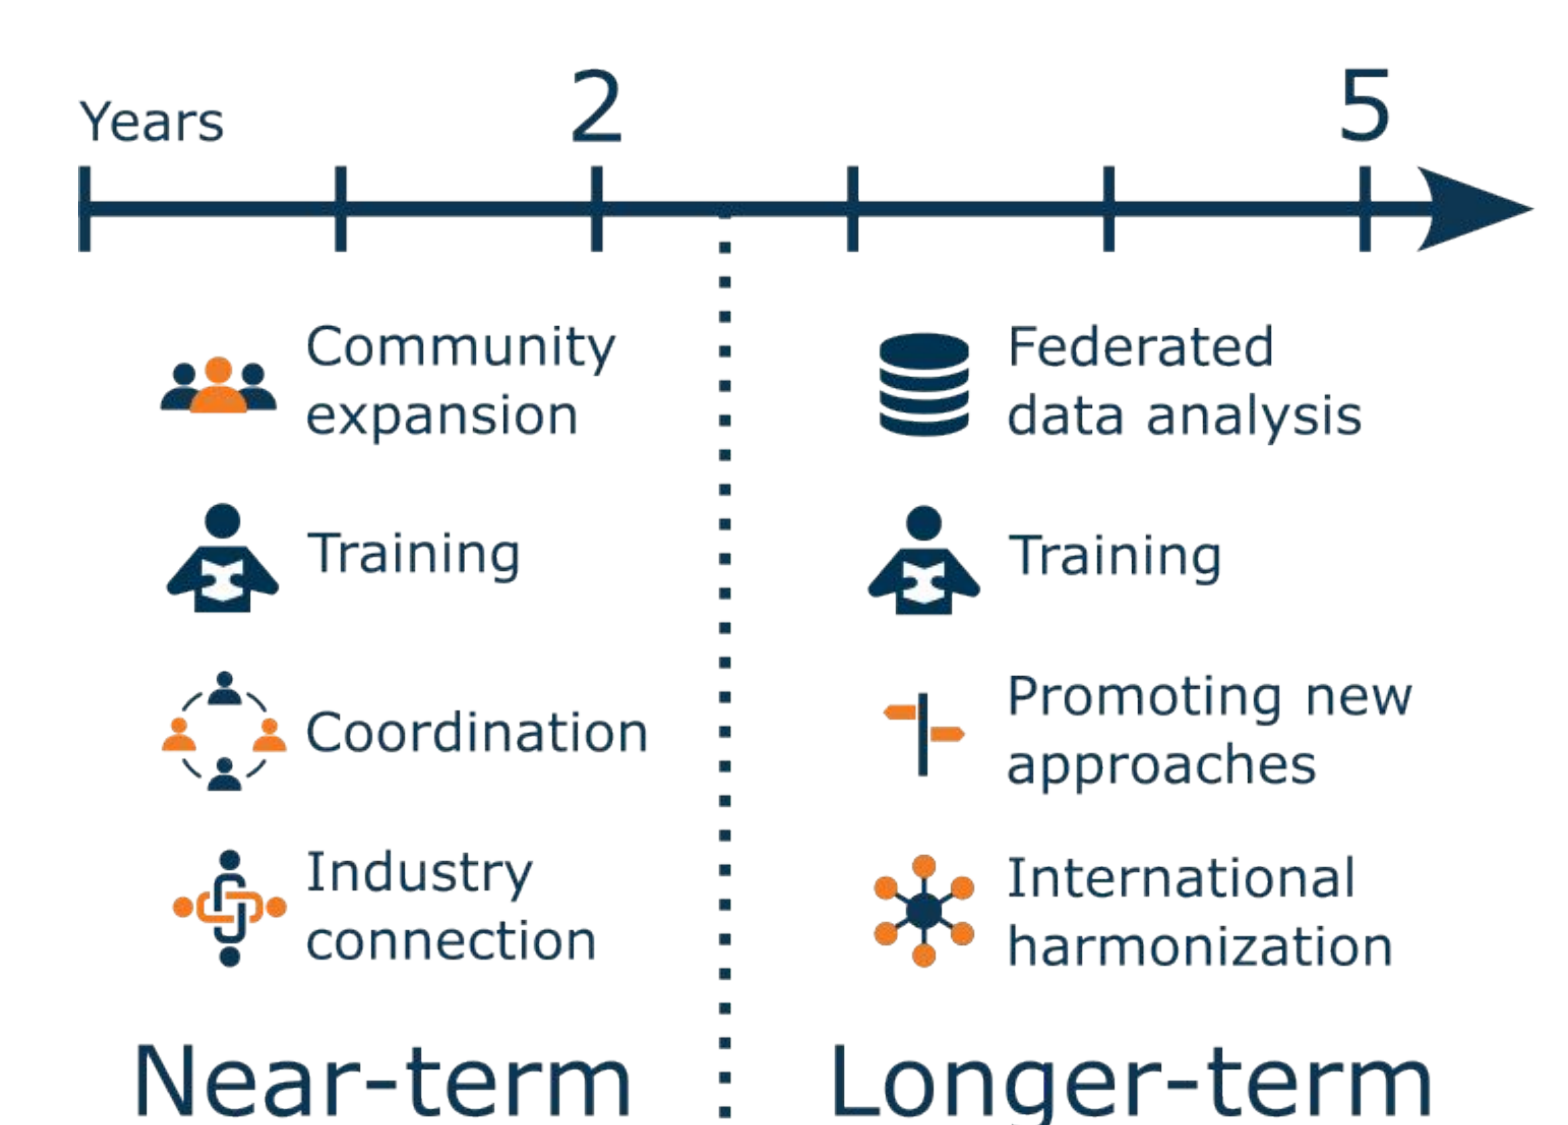 Years
2
5
Community
expansion
Training
Coordination
Industry
connection
Near-term
Federated
data analysis
Training
Promoting new
approaches
International
harmonization
Longer-term